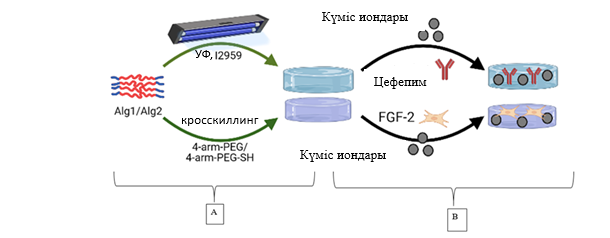 Күміс иондары
УФ, I2959
Цефепим
Alg1/Alg2
кросскиллинг
FGF-2
4-arm-PEG/
4-arm-PEG-SH
Күміс иондары
A
B